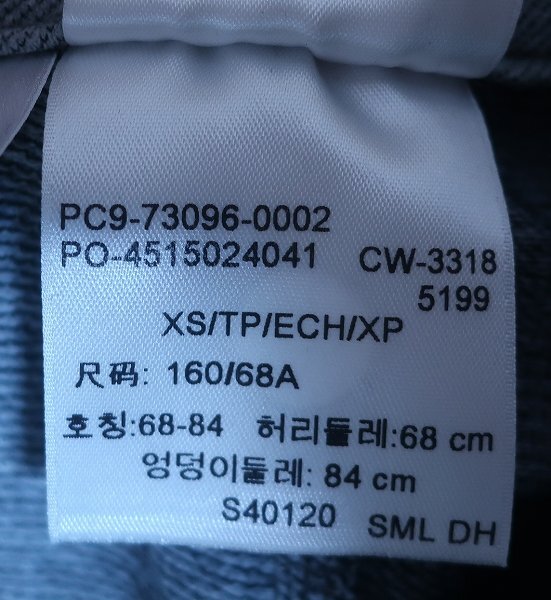 PC9-73096-0002
PO-4515024041 CW-3318
5199
XS/TP/ECH/XP
尺码: 160/68A
호칭:68-84 허리둘레:68 cm
엉덩이둘레: 84 cm
S40120 SML DH